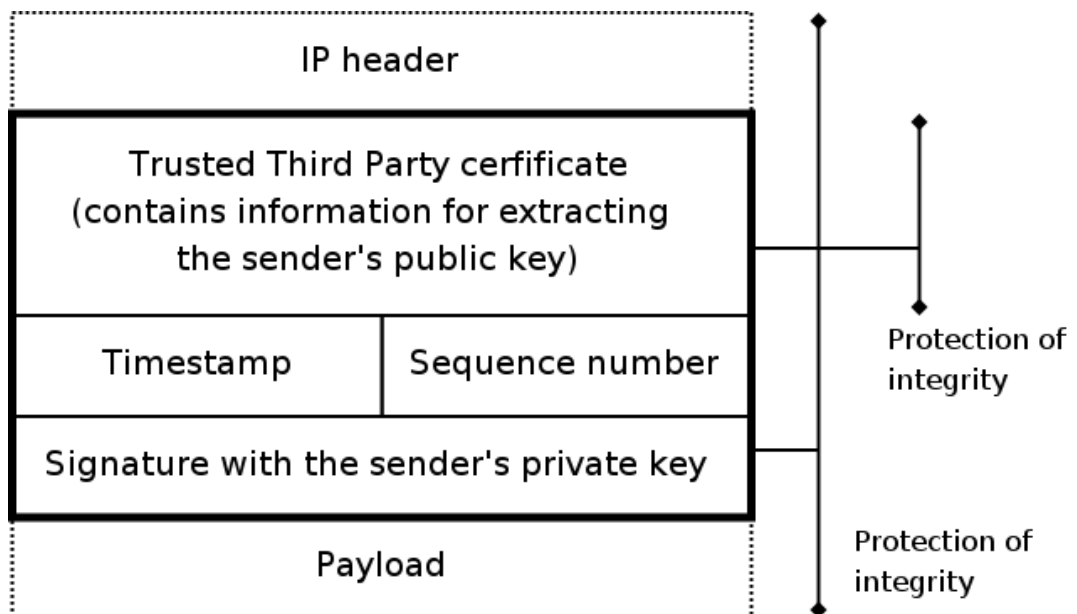 IP header
Trusted Third Party cerfificate
(contains information for extracting
the sender's public key)
Timestamp
Sequence number
Signature with the sender's private key
Payload
Protection of
integrity
Protection of
integrity